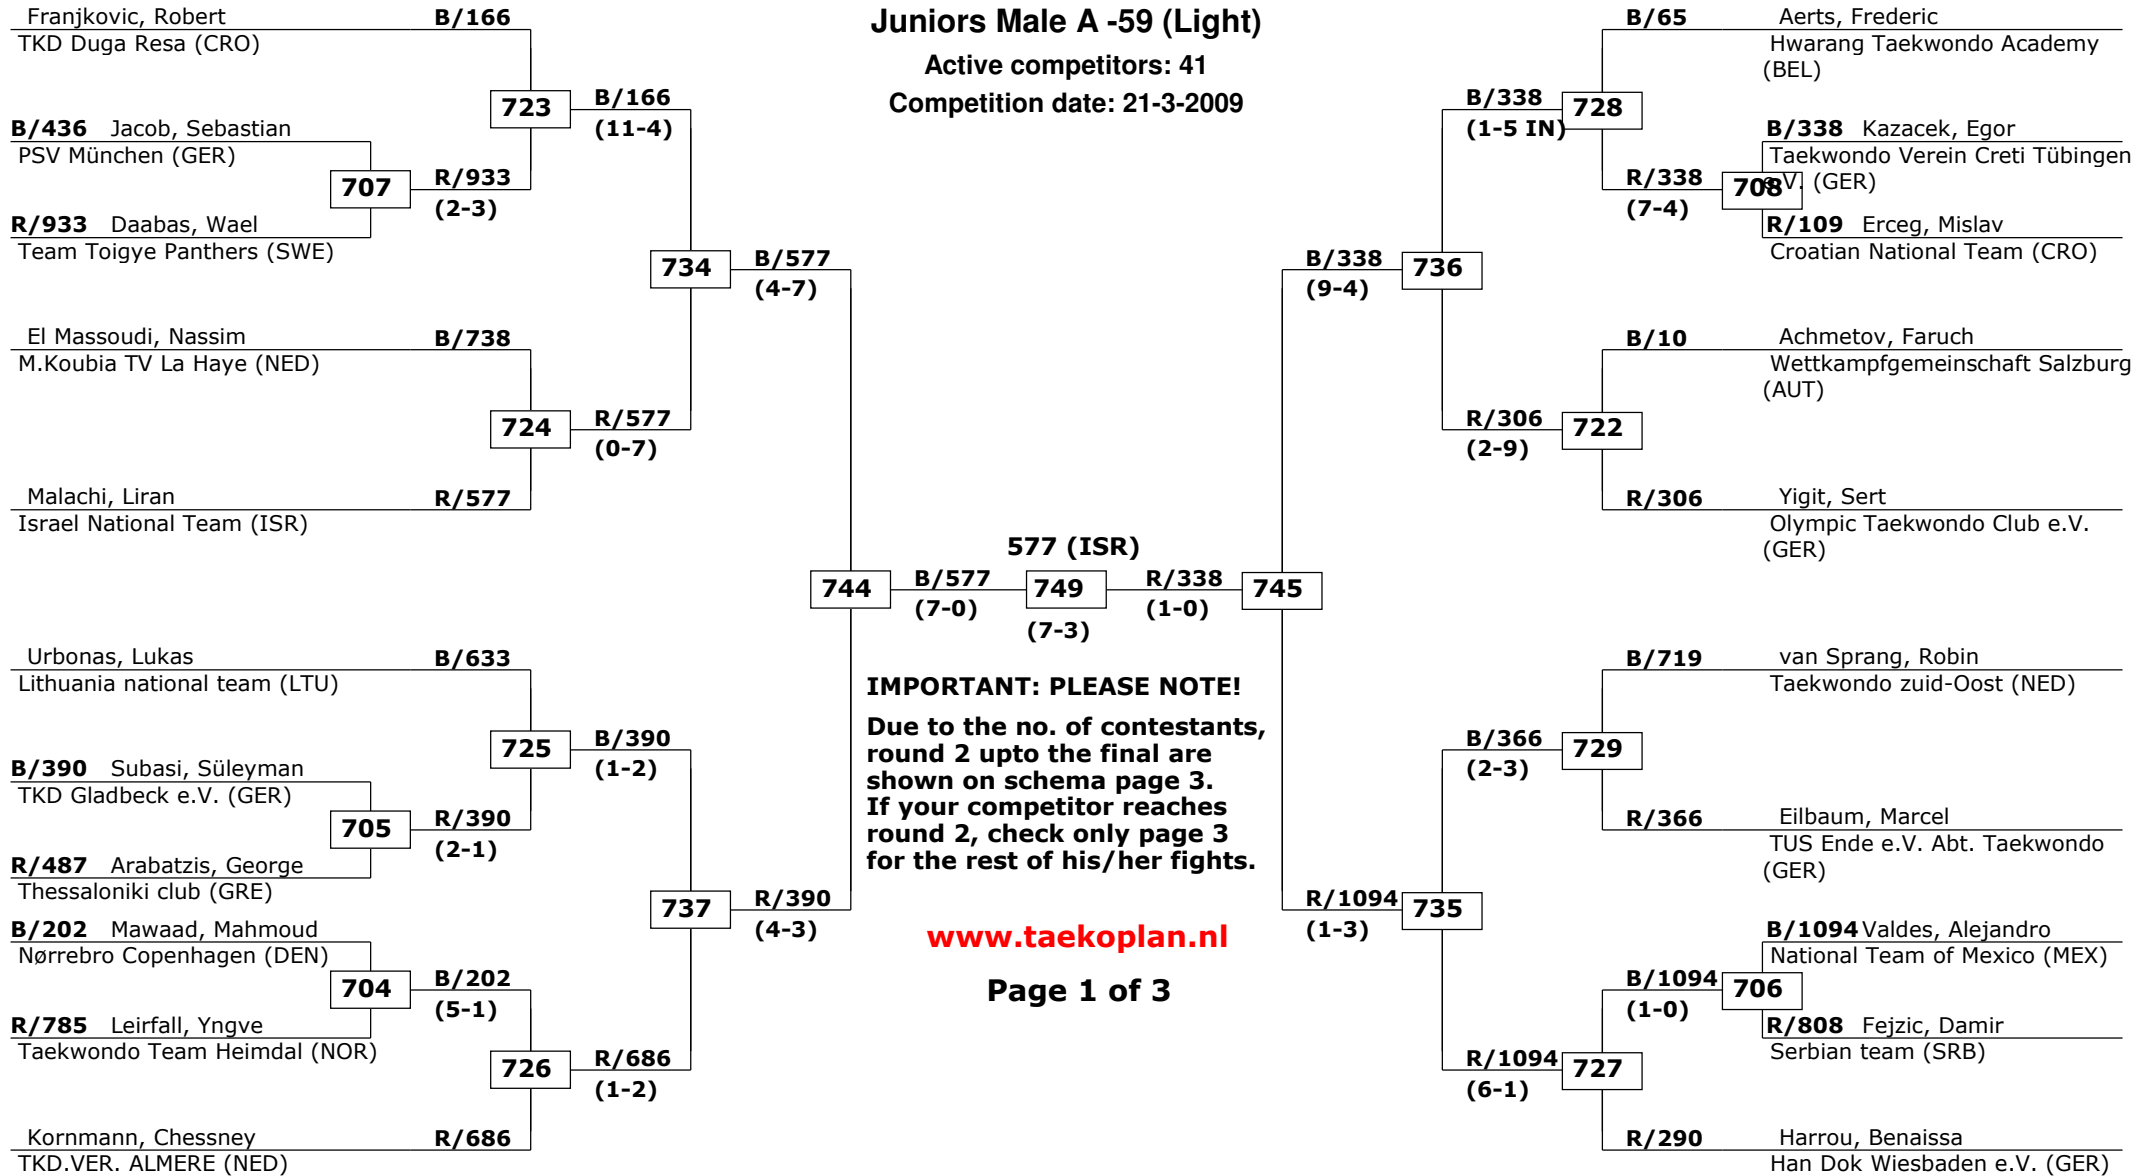 Juniors Male A -59 (Light)
Active competitors: 41
Competition date: 21-3-2009
Franjkovic, Robert B/166
TKD Duga Resa (CRO)
723
B/166
(11-4)
B/436 Jacob, Sebastian
PSV München (GER)
707
R/933
(2-3)
R/933 Daabas, Wael
Team Toigye Panthers (SWE)
734
B/577
(4-7)
El Massoudi, Nassim B/738
M.Koubia TV La Haye (NED)
724
R/577
(0-7)
Malachi, Liran R/577
Israel National Team (ISR)
744
B/577
(7-0)
577 (ISR)
749
(7-3)
R/338
(1-0)
745
Urbonas, Lukas B/633
Lithuania national team (LTU)
725
B/390
(1-2)
B/390 Subasi, Süleyman
TKD Gladbeck e.V. (GER)
705
R/390
(2-1)
R/487 Arabatzis, George
Thessaloniki club (GRE)
737
R/390
(4-3)
B/202 Mawaad, Mahmoud
Nørrebro Copenhagen (DEN)
704
B/202
(5-1)
R/785 Leirfall, Yngve
Taekwondo Team Heimdal (NOR)
726
R/686
(1-2)
Kornmann, Chessney R/686
TKD.VER. ALMERE (NED)
IMPORTANT: PLEASE NOTE!
Due to the no. of contestants,
round 2 upto the final are
shown on schema page 3.
If your competitor reaches
round 2, check only page 3
for the rest of his/her fights.
www.taekoplan.nl
Page 1 of 3
B/65 Aerts, Frederic
Hwarang Taekwondo Academy
(BEL)
B/338
(1-5 IN)
728
B/338 Kazacek, Egor
Taekwondo Verein Creti Tübingen
e.V. (GER)
R/338
(7-4)
708
R/109 Erceg, Mislav
Croatian National Team (CRO)
B/338
(9-4)
736
B/10 Achmetov, Faruch
Wettkampfgemeinschaft Salzburg
(AUT)
R/306
(2-9)
722
R/306 Yigit, Sert
Olympic Taekwondo Club e.V.
(GER)
B/719 van Sprang, Robin
Taekwondo zuid-Oost (NED)
B/366
(2-3)
729
R/366 Eilbaum, Marcel
TUS Ende e.V. Abt. Taekwondo
(GER)
R/1094
(1-3)
735
B/1094 Valdes, Alejandro
National Team of Mexico (MEX)
B/1094
(1-0)
706
R/808 Fejzic, Damir
Serbian team (SRB)
R/1094
(6-1)
727
R/290 Harrou, Benaissa
Han Dok Wiesbaden e.V. (GER)